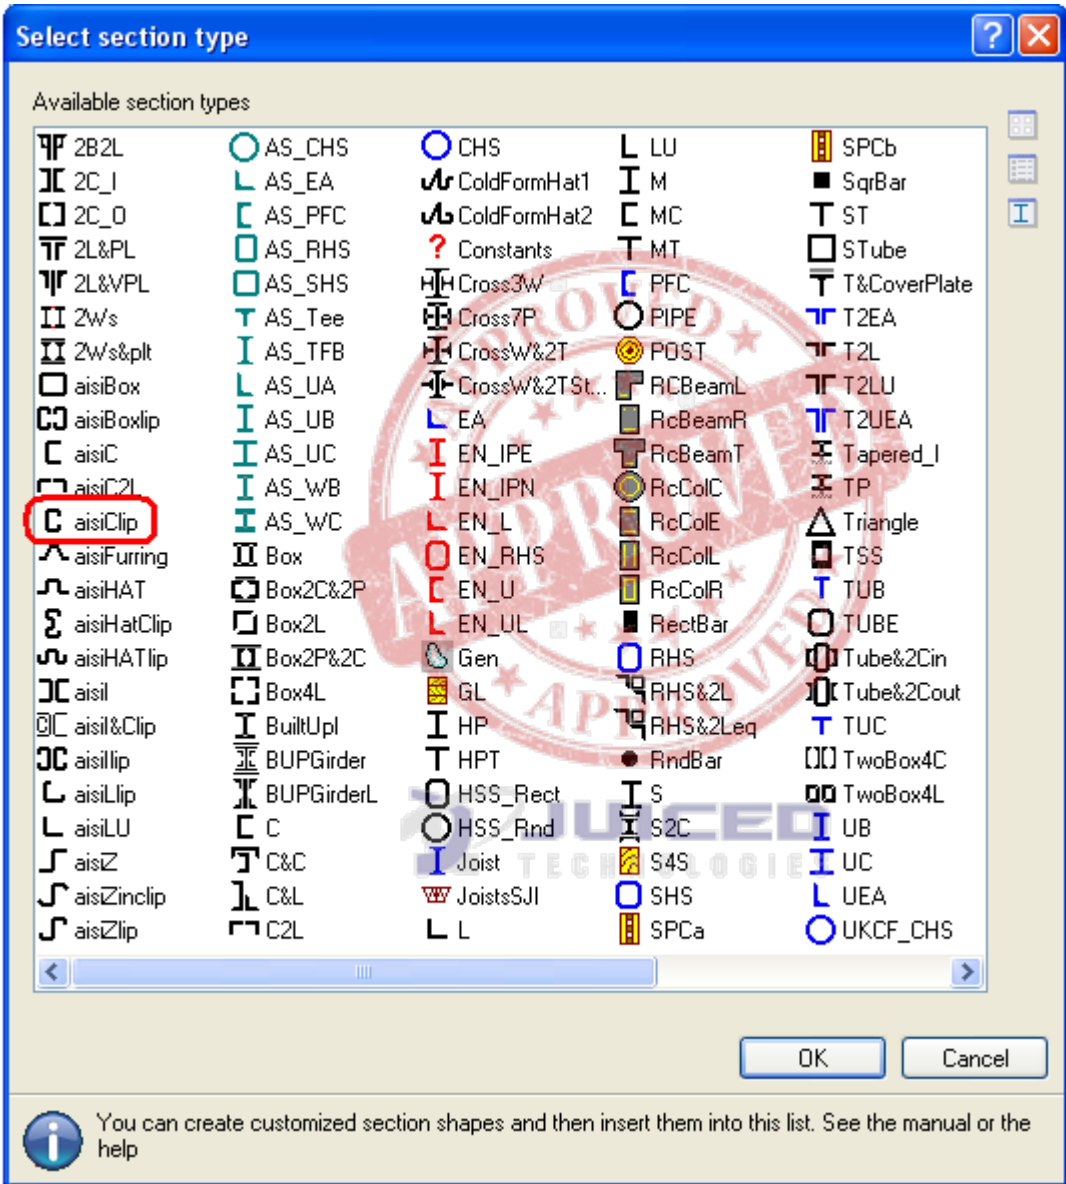 Select section type
Available section types
2B2L
2C_I
2C_O
2L&PL
2L&VPL
2Ws
2Ws&plt
aisiBox
aisiBoxlip
aisiC
aisiC2L
aisiClip
aisiFurring
aisiHAT
aisiHatClip
aisiHATlip
aisiI
aisiI&Clip
aisiIlip
aisiLlip
aisiLU
aisiZ
aisiZinclip
aisiZlip
AS_CHS
AS_EA
AS_PFC
AS_RHS
AS_SHS
AS_Tee
AS_TFB
AS_UA
AS_UB
AS_UC
AS_WB
AS_WC
Box
Box2C&2P
Box2L
Box2P&2C
Box4L
BuiltUpI
BUPGirder
BUPGirderL
C
C&C
C&L
C2L
CHS
ColdFormHat1
ColdFormHat2
Constants
Cross3W
Cross7P
CrossW&2T
CrossW&2TSt...
EA
EN_IPE
EN_IPN
EN_L
EN_RHS
EN_U
EN_UL
Gen
GL
HP
HPT
HSS_Rect
HSS_Rnd
Joist
JoistsSJI
L
LU
M
MC
MT
PFC
PIPE
POST
RCBeamL
RcBeamR
RcBeamT
RcColC
RcColE
RcColL
RcColR
RectBar
RHS
RHS&2L
RHS&2Leq
RndBar
S
S2C
S4S
SHS
SPCa
SPCb
SqrBar
ST
STube
T&CoverPlate
T2EA
T2L
T2LU
T2UEA
Tapered_I
TP
Triangle
TSS
TUB
TUBE
Tube&2Cin
Tube&2Cout
TUC
TwoBox4C
TwoBox4L
UB
UC
UEA
UKCF_CHS
APPROVED
APPROVED
APPROVED
JUICED
TECHNOLOGIES
OK
Cancel
You can create customized section shapes and then insert them into this list. See the manual or the
help